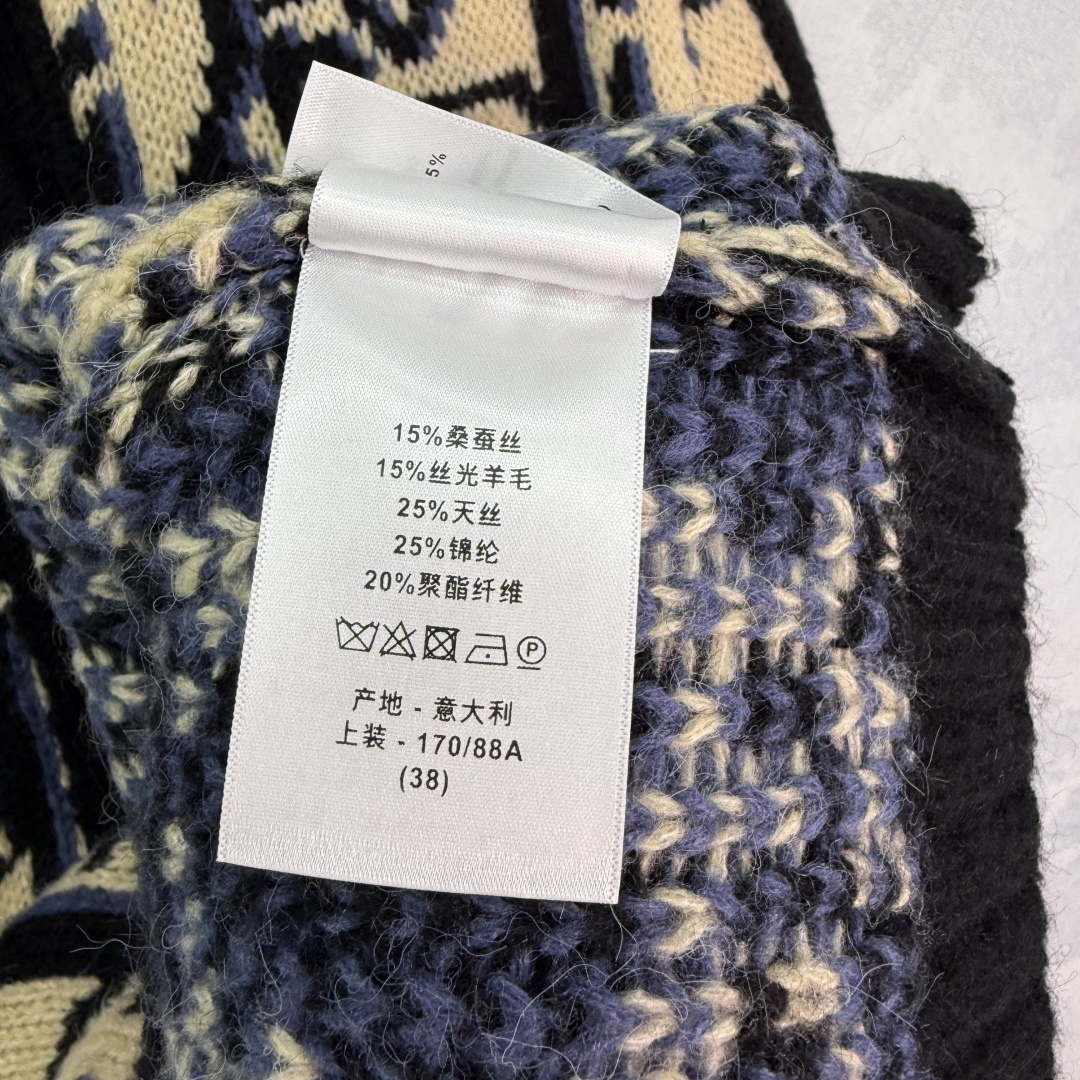 5%
15%桑蚕丝
15%丝光羊毛
25%天丝
25%锦纶
20%聚酯纤维
P
产地 - 意大利
上装 - 170/88A
(38)